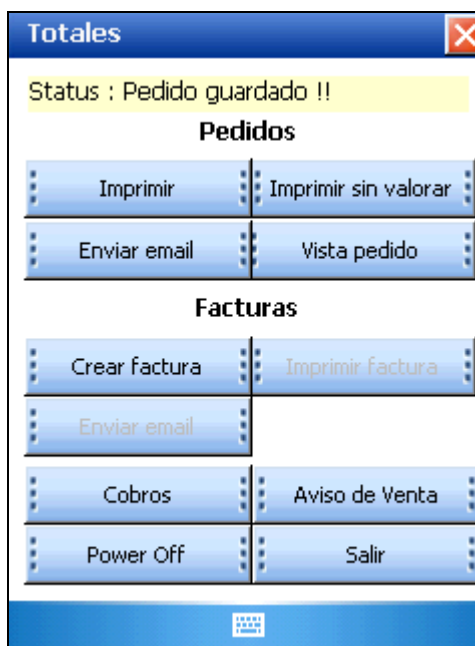 Totales
Status : Pedido guardado !!
Pedidos
Imprimir Imprimir sin valorar
Enviar email Vista pedido
Facturas
Crear factura Imprimir factura
Enviar email
Cobros Aviso de Venta
Power Off Salir